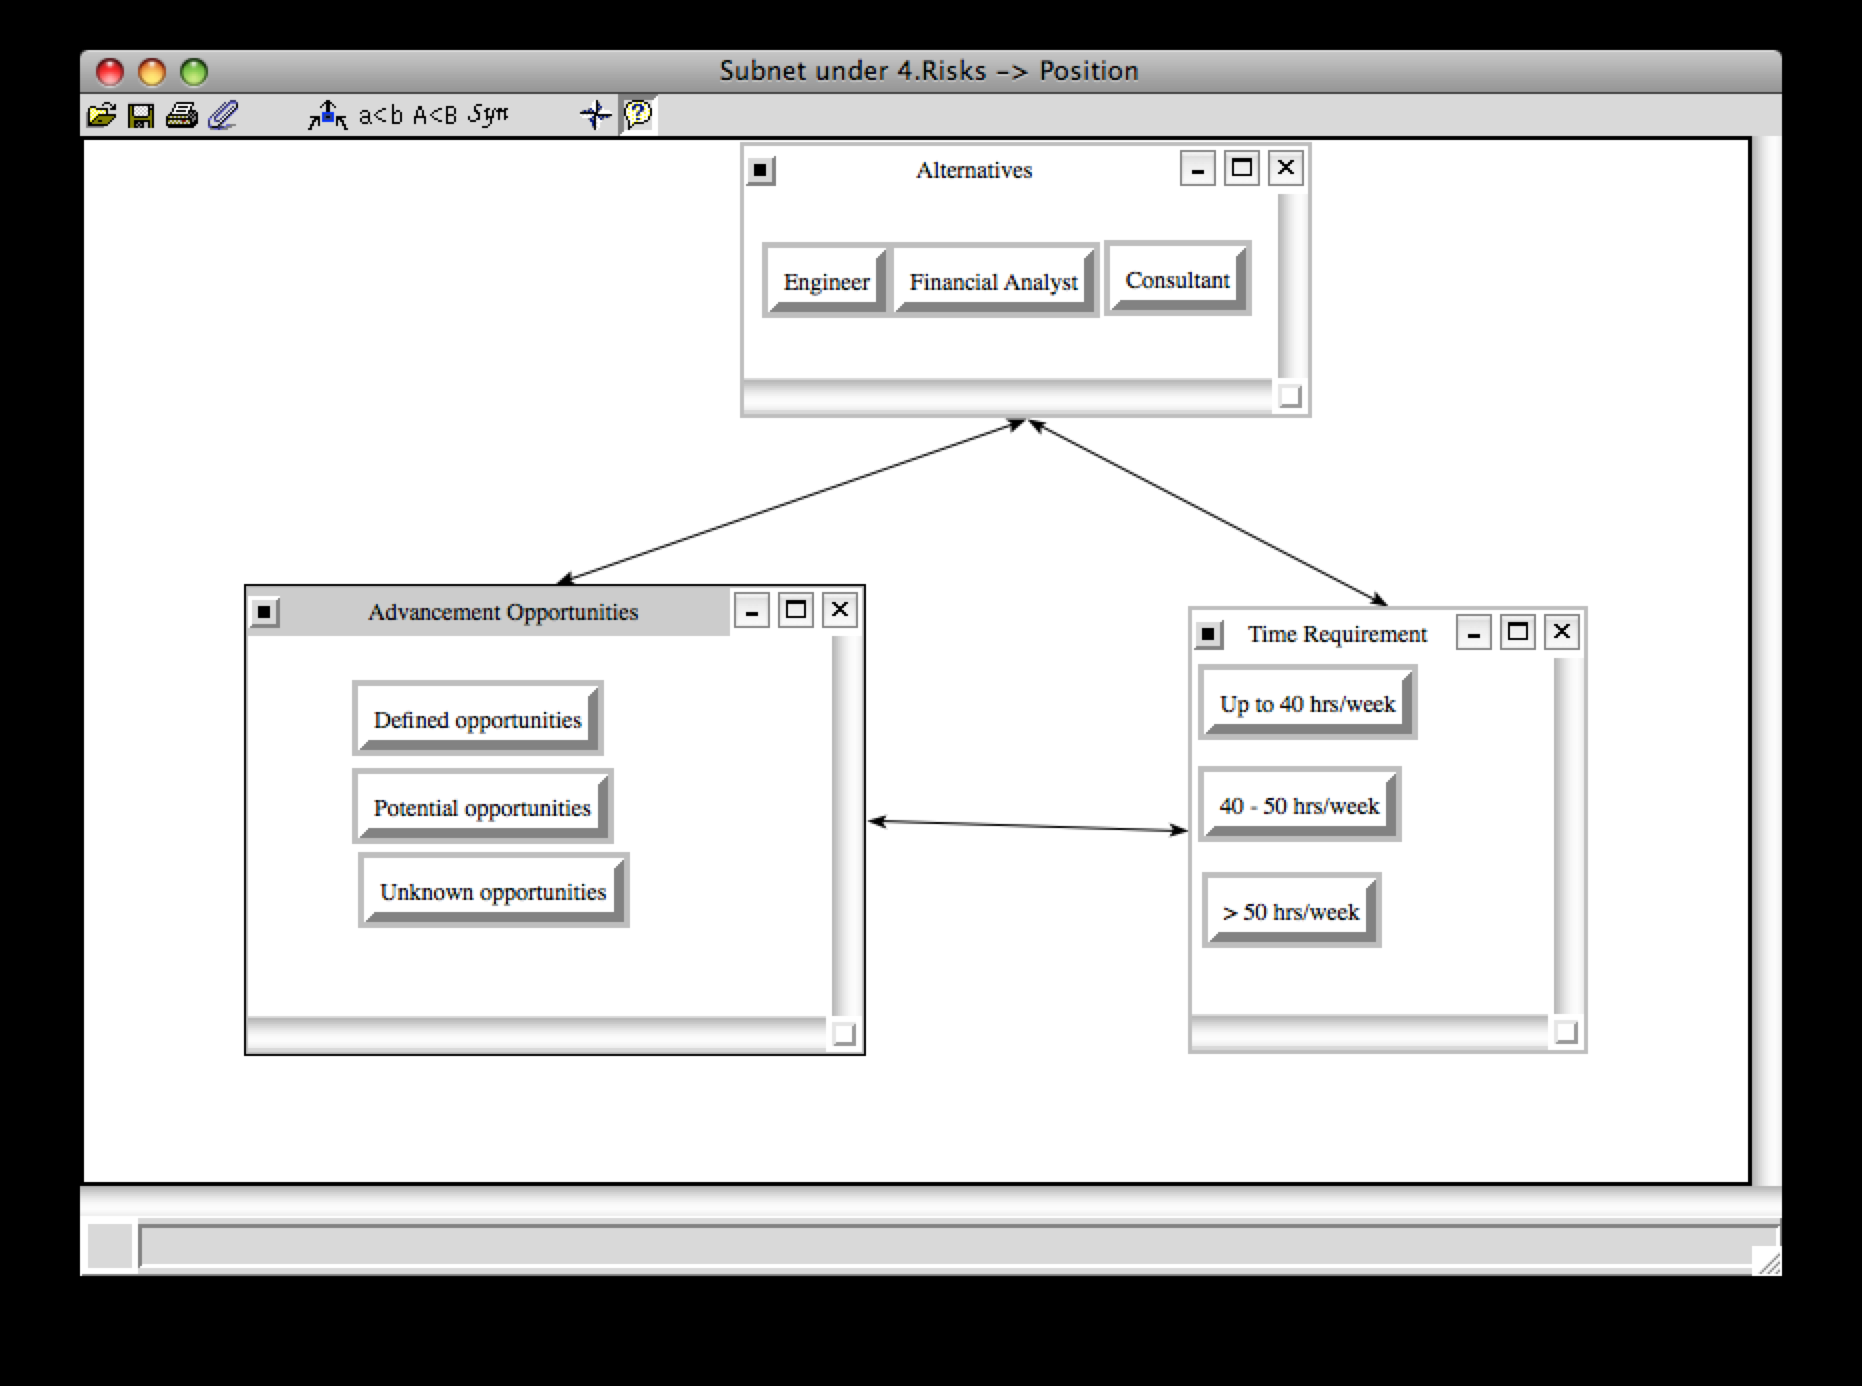 Subnet under 4.Risks -> Position
a<b A<B Syn
Alternatives
Engineer
Financial Analyst
Consultant
Advancement Opportunities
Defined opportunities
Potential opportunities
Unknown opportunities
Time Requirement
Up to 40 hrs/week
40 - 50 hrs/week
> 50 hrs/week